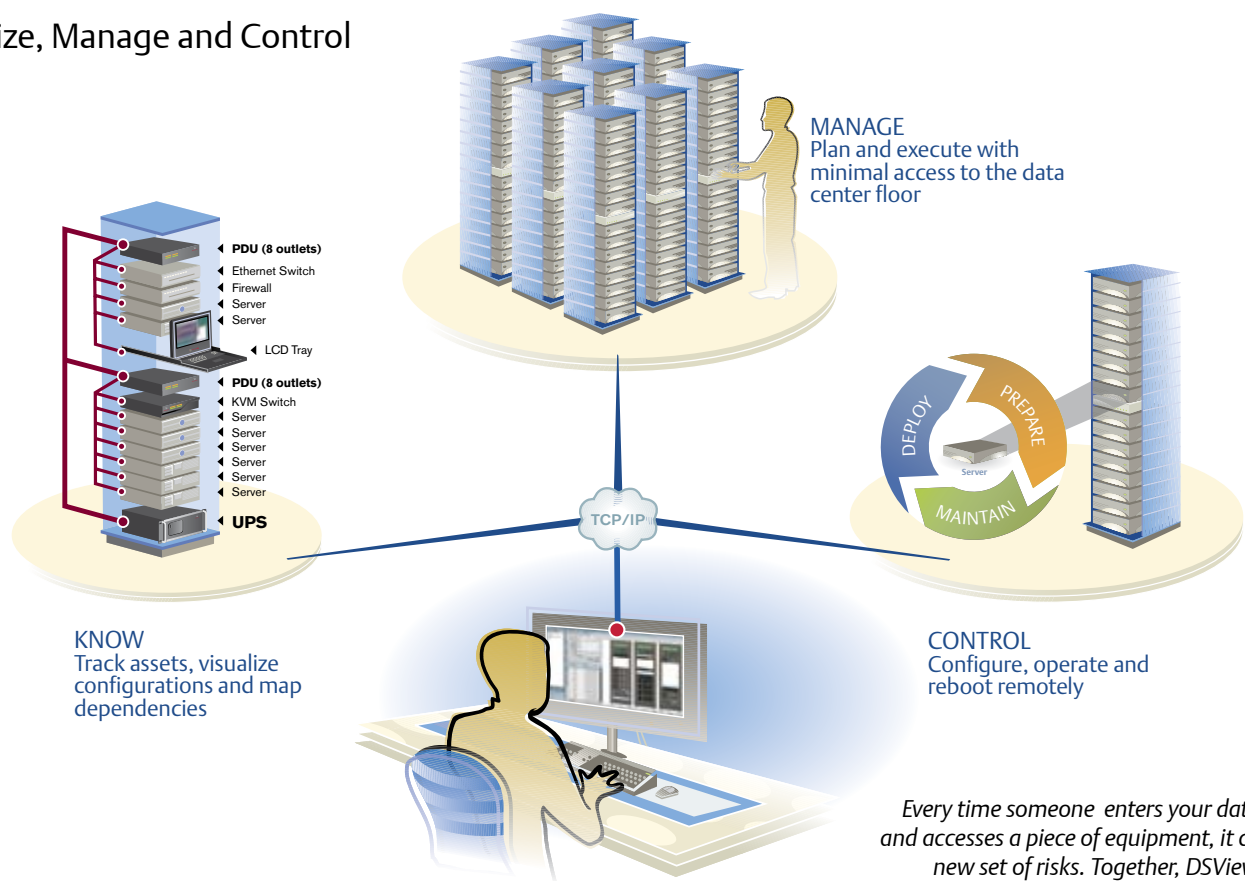 ize, Manage and Control
MANAGE
Plan and execute with
minimal access to the data
center floor
PDU (8 outlets)
Ethernet Switch
Firewall
Server
Server
LCD Tray
PDU (8 outlets)
KVM Switch
Server
Server
Server
Server
Server
Server
UPS
DEPLOY
PREPARE
MAINTAIN
Server
TCP/IP
KNOW
Track assets, visualize
configurations and map
dependencies
CONTROL
Configure, operate and
reboot remotely
Every time someone enters your dat
and accesses a piece of equipment, it c
new set of risks. Together, DSView